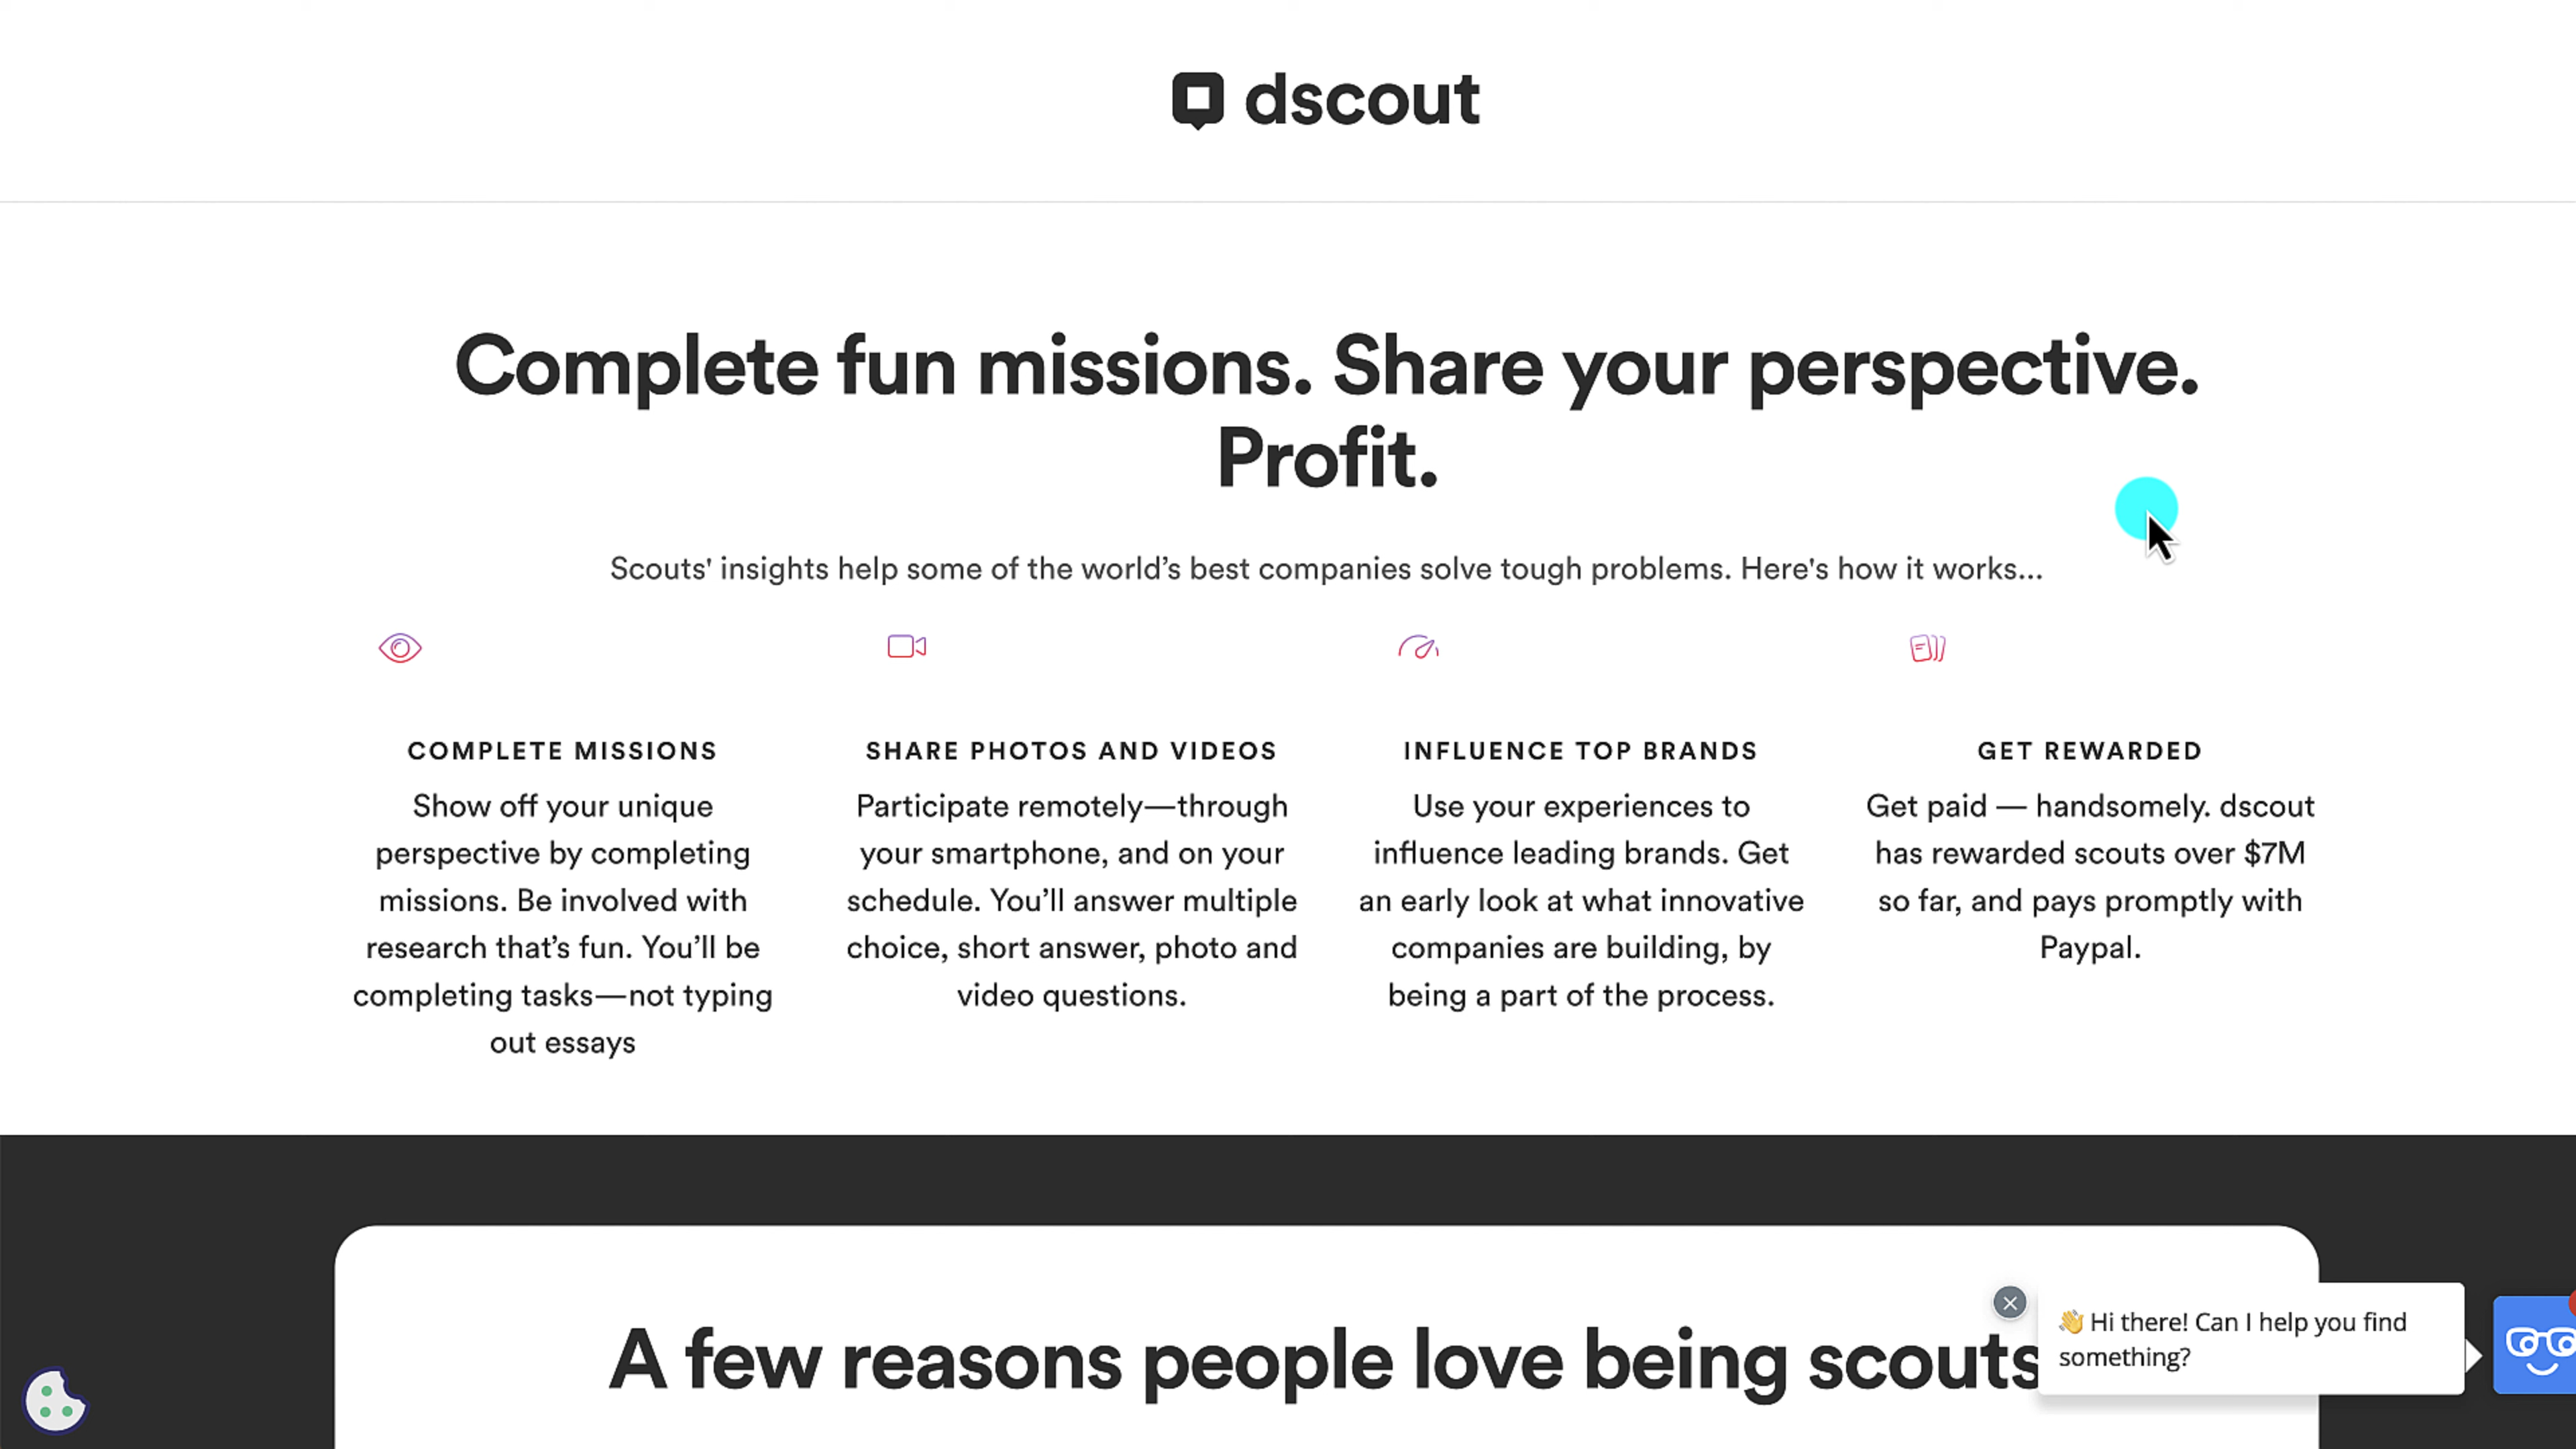 dscout
Complete fun missions. Share your perspective.
Profit.
Scouts' insights help some of the world’s best companies solve tough problems. Here's how it works...
COMPLETE MISSIONS
Show off your unique
perspective by completing
missions. Be involved with
research that’s fun. You’ll be
completing tasks—not typing
out essays
SHARE PHOTOS AND VIDEOS
Participate remotely—through
your smartphone, and on your
schedule. You’ll answer multiple
choice, short answer, photo and
video questions.
INFLUENCE TOP BRANDS
Use your experiences to
influence leading brands. Get
an early look at what innovative
companies are building, by
being a part of the process.
GET REWARDED
Get paid — handsomely. dscout
has rewarded scouts over $7M
so far, and pays promptly with
Paypal.
A few reasons people love being scouts
👋 Hi there! Can I help you find
something?